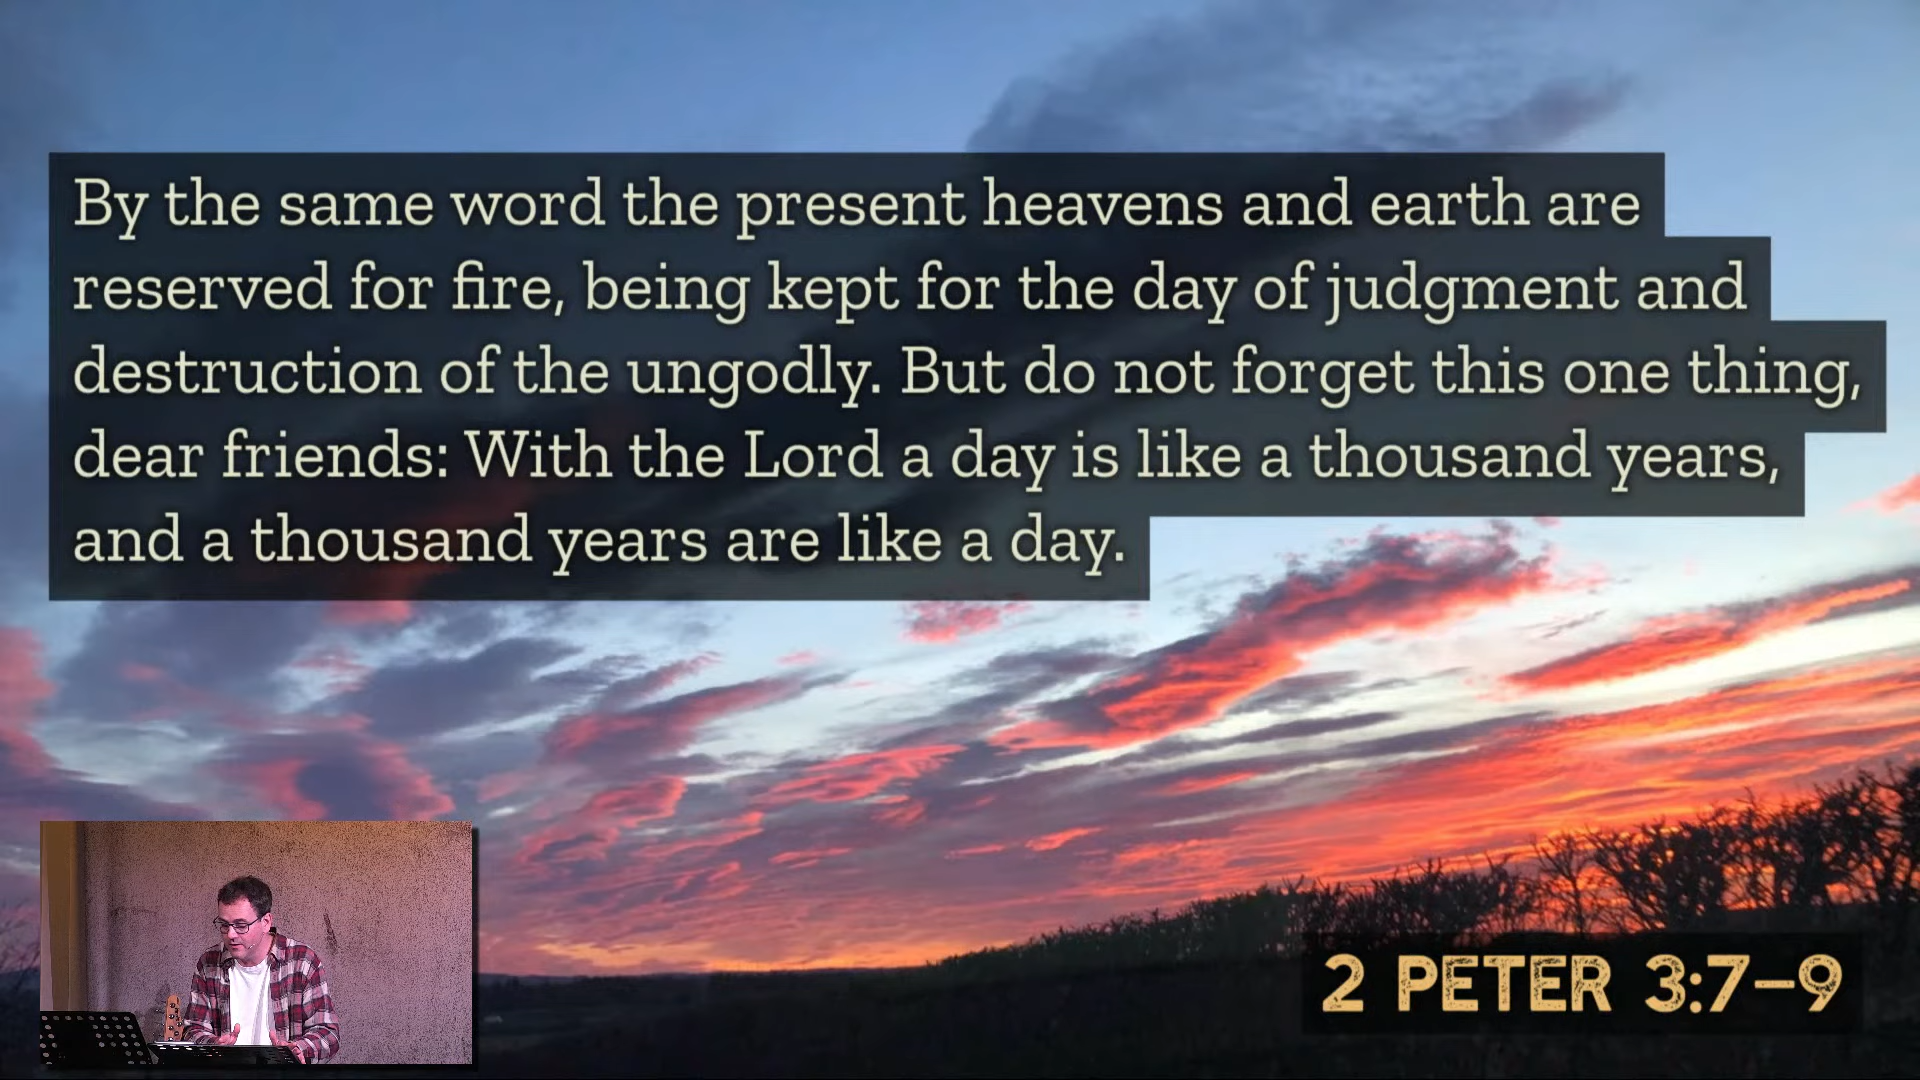 By the same word the present heavens and earth are
reserved for fire, being kept for the day of judgment and
destruction of the ungodly. But do not forget this one thing,
dear friends: With the Lord a day is like a thousand years,
and a thousand years are like a day.
2 PETER 3:7–9